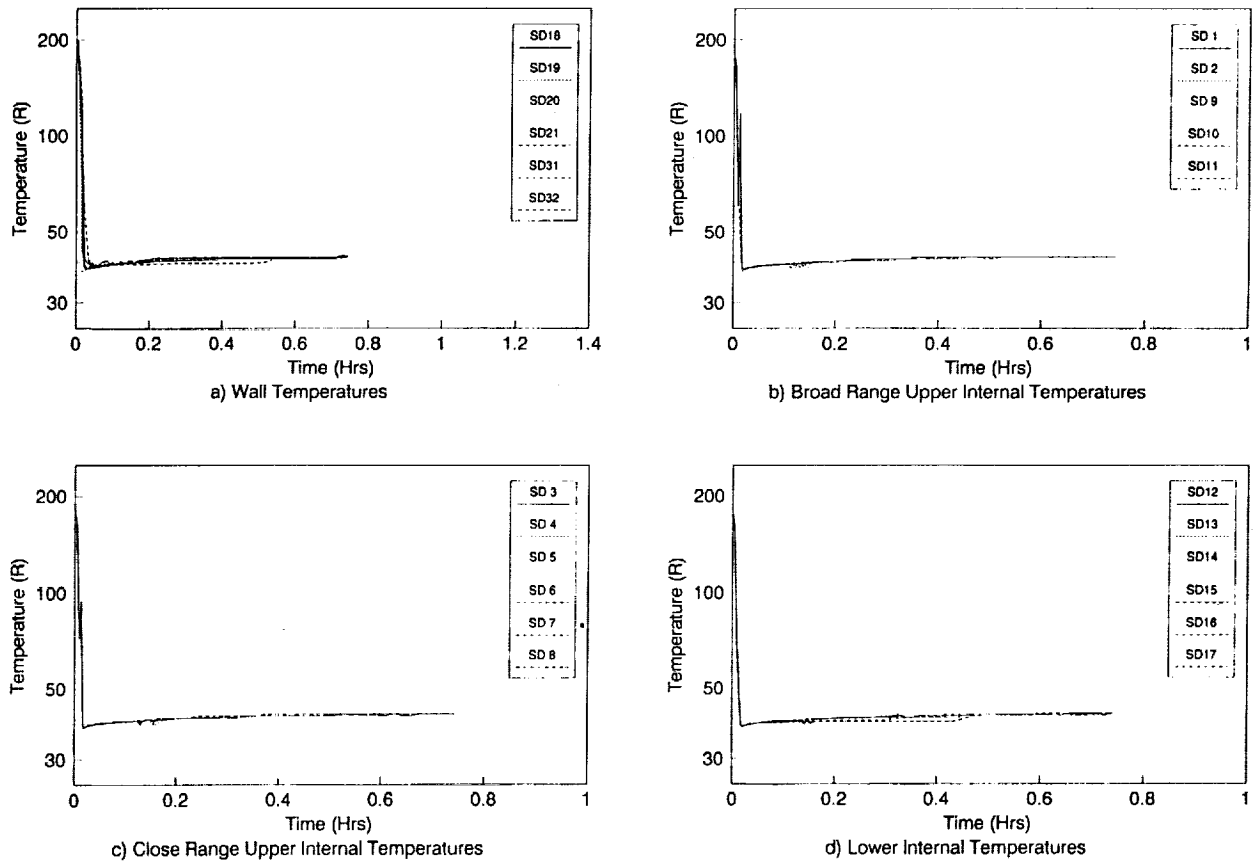 200
100
50
30
Temperature (R)
SD18
SD19
SD20
SD21
SD31
SD32
0 0.2 0.4 0.6 0.8 1 1.2 1.4
Time (Hrs)
a) Wall Temperatures
200
100
50
30
Temperature (R)
SD 1
SD 2
SD 9
SD10
SD11
0 0.2 0.4 0.6 0.8 1
Time (Hrs)
b) Broad Range Upper Internal Temperatures
200
100
50
30
Temperature (R)
SD 3
SD 4
SD 5
SD 6
SD 7
SD 8
0 0.2 0.4 0.6 0.8 1
Time (Hrs)
c) Close Range Upper Internal Temperatures
200
100
50
30
Temperature (R)
SD12
SD13
SD14
SD15
SD16
SD17
0 0.2 0.4 0.6 0.8 1
Time (Hrs)
d) Lower Internal Temperatures